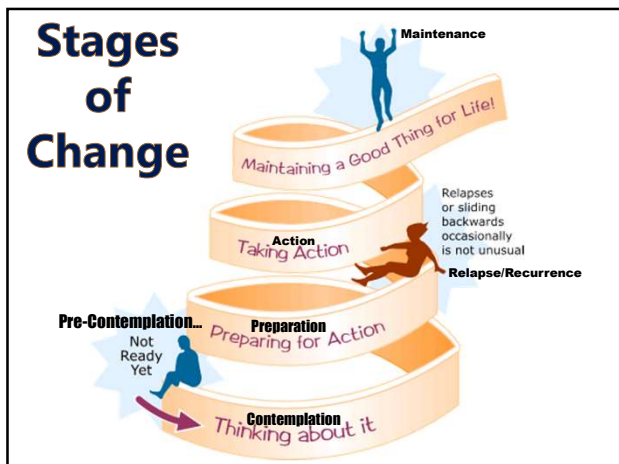 Stages
of
Change
Maintenance
Maintaining a Good Thing for Life!
Relapses
or sliding
backwards
occasionally
is not unusual
Action
Taking Action
Relapse/Recurrence
Pre-Contemplation...
Not
Ready
Yet
Preparation
Preparing for Action
Contemplation
Thinking about it